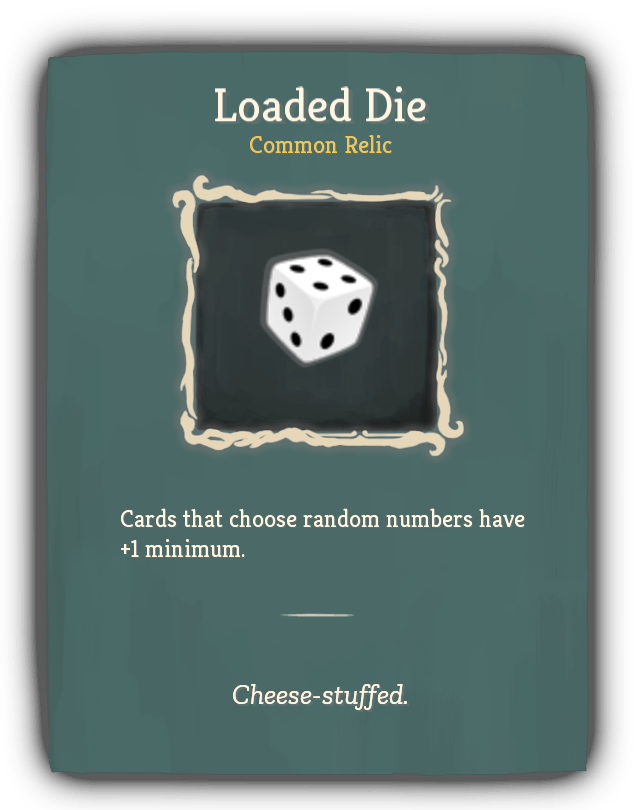 Loaded Die
Common Relic
Cards that choose random numbers have
+1 minimum.
Cheese-stuffed.